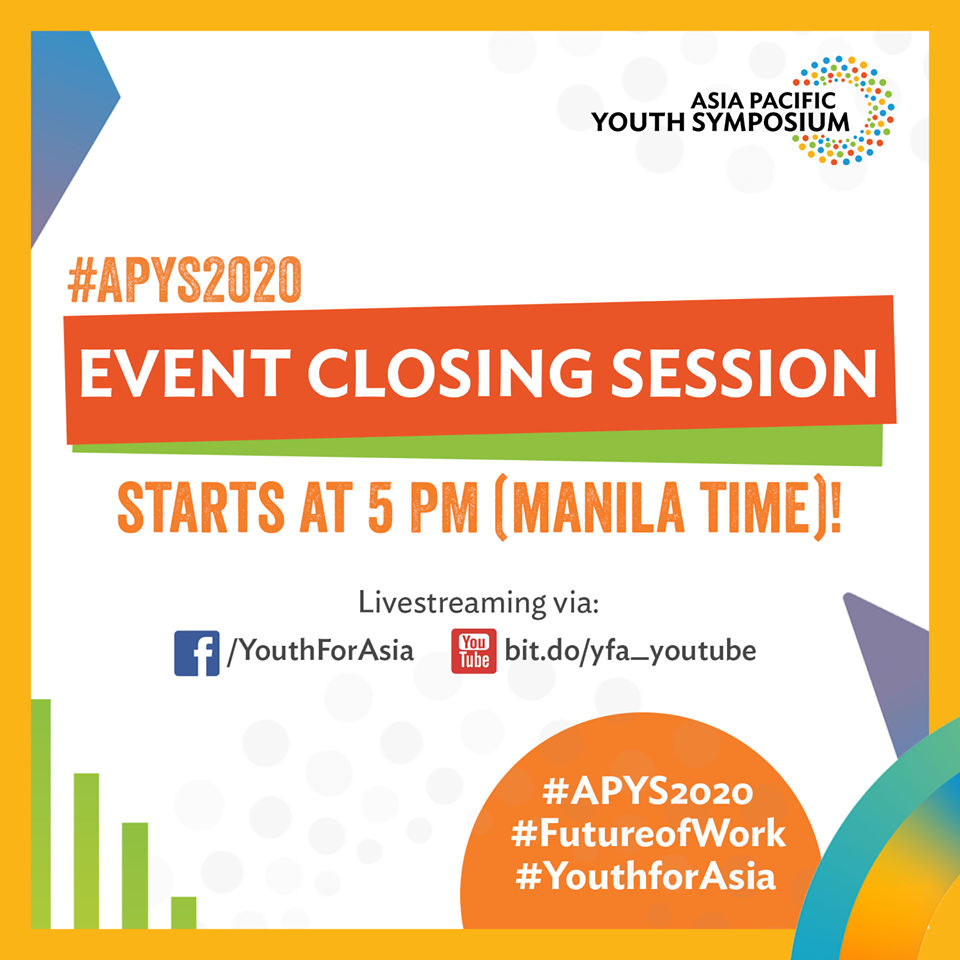 ASIA PACIFIC
YOUTH SYMPOSIUM
#APYS2020
EVENT CLOSING SESSION
STARTS AT 5 PM (MANILA TIME)!
Livestreaming via:
f /YouthForAsia You Tube bit.do/yfa_youtube
#APYS2020
#FutureofWork
#YouthforAsia